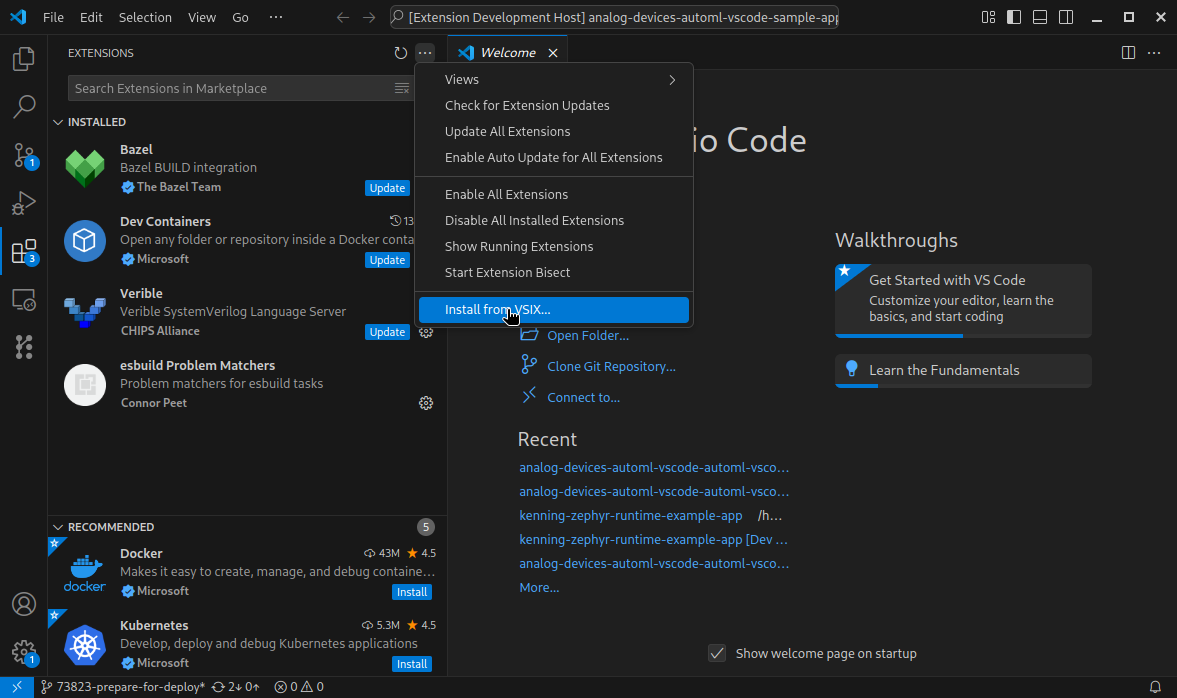 File Edit Selection View Go ···
[Extension Development Host] analog-devices-automl-vscode-sample-app
EXTENSIONS
Welcome
Search Extensions in Marketplace
INSTALLED
Bazel
Bazel BUILD integration
The Bazel Team
Update
Dev Containers
13
Open any folder or repository inside a Docker conta
Microsoft
Update
Verible
Verible SystemVerilog Language Server
CHIPS Alliance
Update
esbuild Problem Matchers
Problem matchers for esbuild tasks
Connor Peet
RECOMMENDED
5
Docker
43M
4.5
Makes it easy to create, manage, and debug containe...
Microsoft
Install
docker
Kubernetes
5.3M
4.5
Develop, deploy and debug Kubernetes applications
Microsoft
Install
1
3
1
Views
Check for Extension Updates
Update All Extensions
Enable Auto Update for All Extensions
Enable All Extensions
Disable All Installed Extensions
Show Running Extensions
Start Extension Bisect
Install from VSIX...
io Code
Open Folder...
Clone Git Repository...
Connect to...
Recent
analog-devices-automl-vscode-automl-vsco...
analog-devices-automl-vscode-automl-vsco...
kenning-zephyr-runtime-example-app /h...
kenning-zephyr-runtime-example-app [Dev ...
analog-devices-automl-vscode-automl-vsco...
More...
Walkthroughs
Get Started with VS Code
Customize your editor, learn the
basics, and start coding
Learn the Fundamentals
Show welcome page on startup
73823-prepare-for-deploy* 2↓ 0↑ 0 0